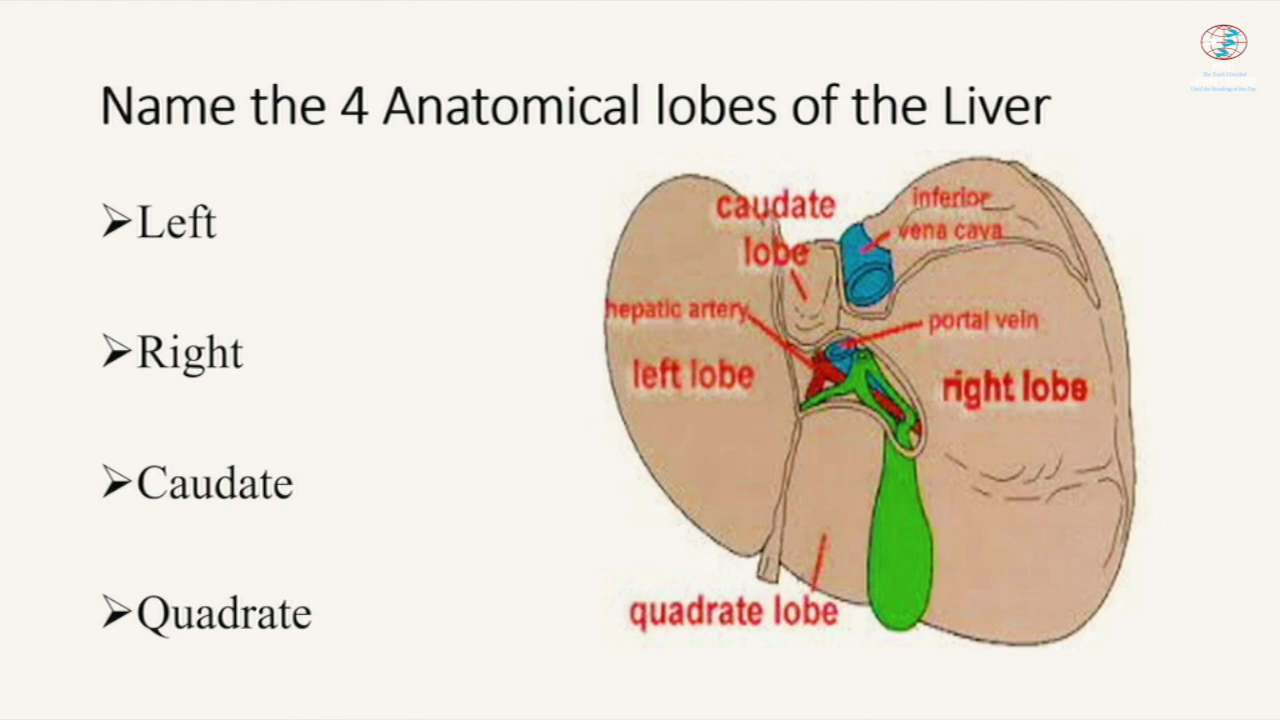 Name the 4 Anatomical lobes of the Liver
➢Left
➢Right
➢Caudate
➢Quadrate
caudate
lobe
inferior
vena cava
hepatic artery
portal vein
left lobe
right lobe
quadrate lobe